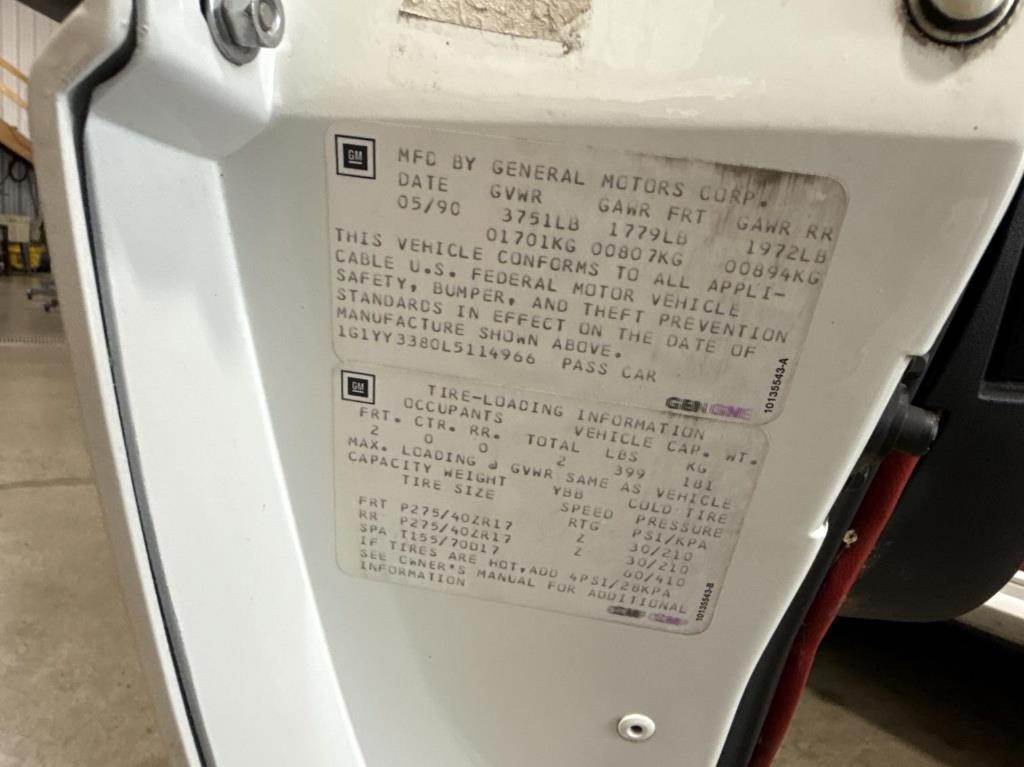 GM
MFD BY GENERAL MOTORS CORP.
DATE GVWR GAWR FRT GAWR RR
05/90 3751LB 1779LB 1972LB
01701KG 00807KG 00894KG
THIS VEHICLE CONFORMS TO ALL APPLI-
CABLE U.S. FEDERAL MOTOR VEHICLE
SAFETY, BUMPER, AND THEFT PREVENTION
STANDARDS IN EFFECT ON THE DATE OF
MANUFACTURE SHOWN ABOVE.
1G1YY3380L5114966 PASS CAR
10135543-A
GM
TIRE-LOADING INFORMATION
OCCUPANTS VEHICLE CAP. WT.
FRT. CTR. RR. TOTAL LBS KG
2 0 0 2 399 181
MAX. LOADING @ GVWR SAME AS VEHICLE
CAPACITY WEIGHT YBB COLD TIRE
TIRE SIZE SPEED PRESSURE
RTG PSI/KPA
FRT P275/40ZR17 Z 30/210
RR P275/40ZR17 Z 30/210
SPA T155/70D17 60/410
IF TIRES ARE HOT, ADD 4PSI/28KPA
SEE OWNER'S MANUAL FOR ADDITIONAL
INFORMATION
10135543-B